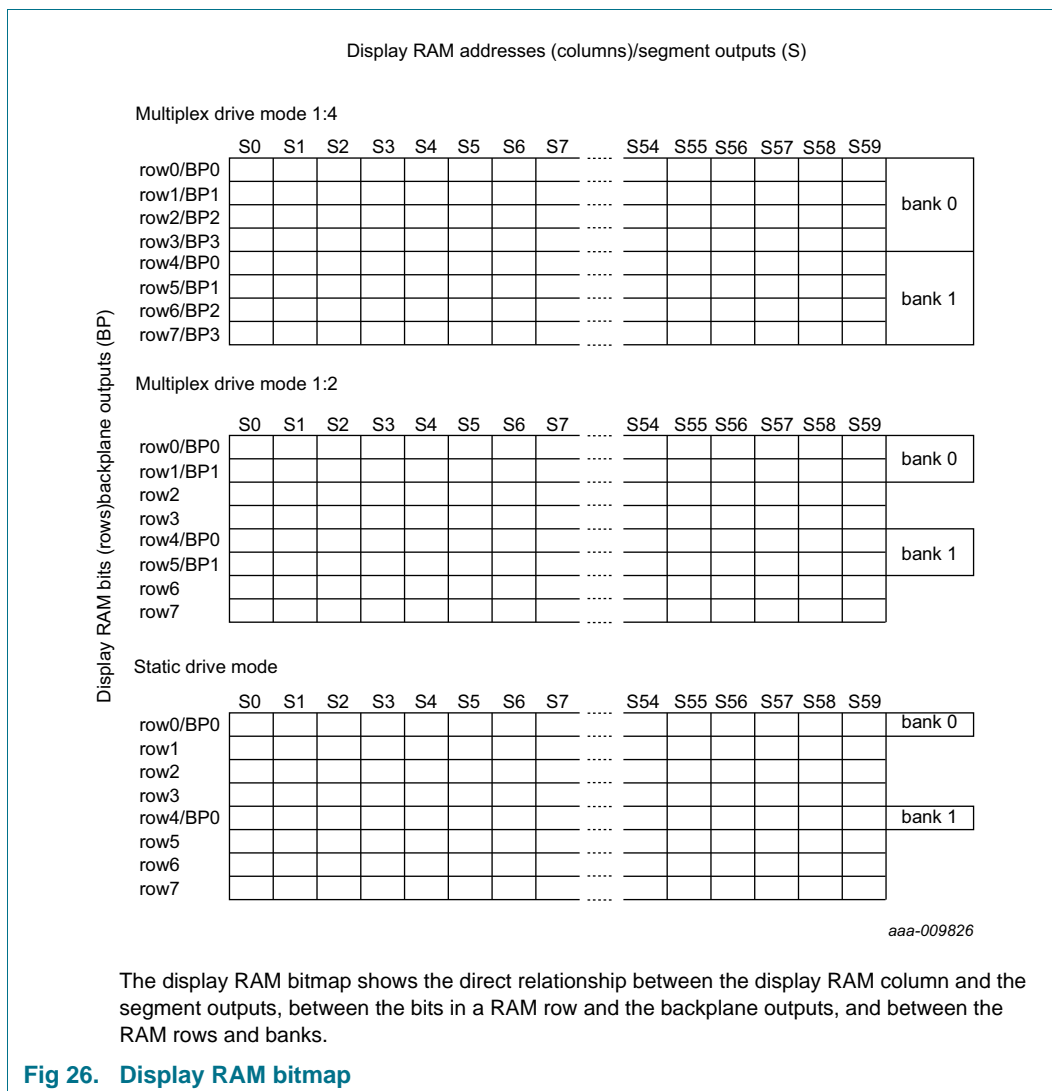 Display RAM addresses (columns)/segment outputs (S)
Display RAM bits (rows)backplane outputs (BP)
Multiplex drive mode 1:4
S0 S1 S2 S3 S4 S5 S6 S7 S54 S55 S56 S57 S58 S59
row0/BP0
row1/BP1
row2/BP2
row3/BP3
bank 0
row4/BP0
row5/BP1
row6/BP2
row7/BP3
bank 1
Multiplex drive mode 1:2
S0 S1 S2 S3 S4 S5 S6 S7 S54 S55 S56 S57 S58 S59
row0/BP0
row1/BP1
bank 0
row2
row3
row4/BP0
row5/BP1
bank 1
row6
row7
Static drive mode
S0 S1 S2 S3 S4 S5 S6 S7 S54 S55 S56 S57 S58 S59
row0/BP0 bank 0
row1
row2
row3
row4/BP0 bank 1
row5
row6
row7
aaa-009826
The display RAM bitmap shows the direct relationship between the display RAM column and the
segment outputs, between the bits in a RAM row and the backplane outputs, and between the
RAM rows and banks.
Fig 26. Display RAM bitmap